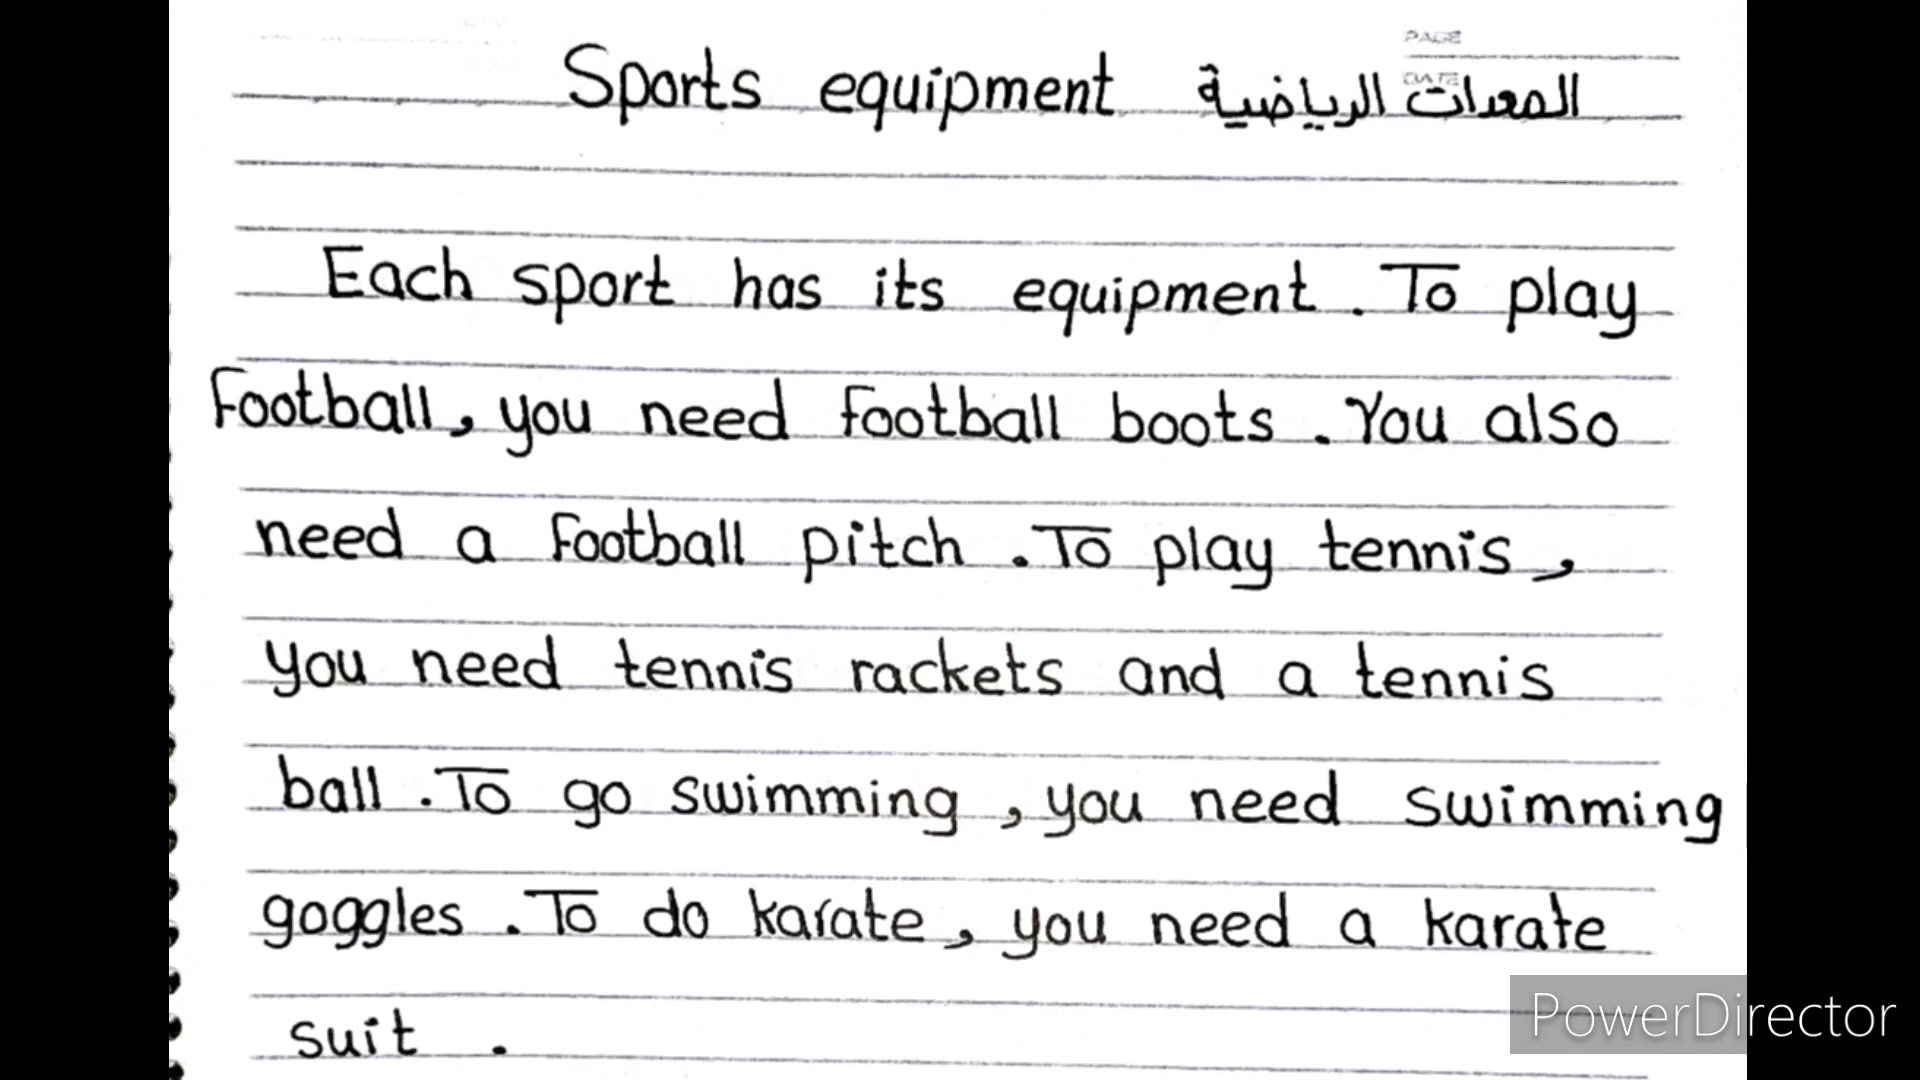 PAGE
DATE
Sports equipment المعدات الرياضية
Each sport has its equipment. To play
Football, you need football boots. You also
need a football pitch. To play tennis,
you need tennis rackets and a tennis
ball. To go swimming, you need swimming
goggles. To do karate, you need a karate
suit.
PowerDirector